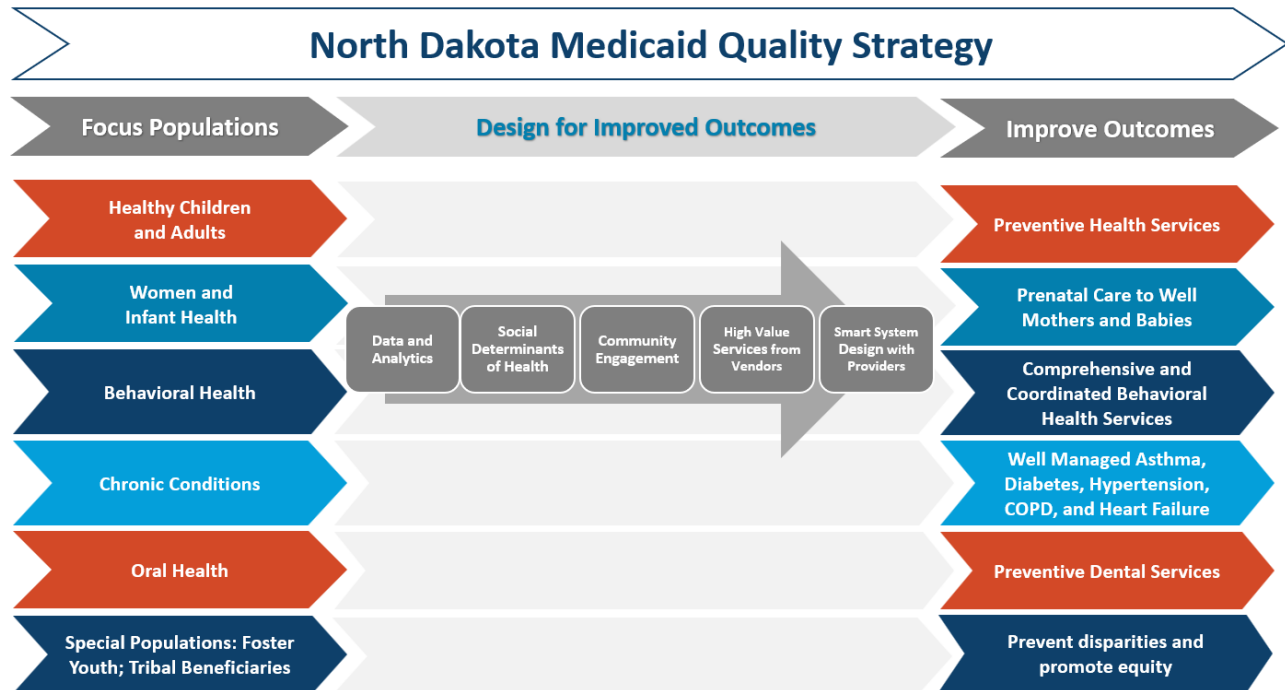 North Dakota Medicaid Quality Strategy
Focus Populations
Design for Improved Outcomes
Improve Outcomes
Healthy Children
and Adults
Preventive Health Services
Women and
Infant Health
Prenatal Care to Well
Mothers and Babies
Data and
Analytics
Social
Determinants
of Health
Community
Engagement
High Value
Services from
Vendors
Smart System
Design with
Providers
Behavioral Health
Comprehensive and
Coordinated Behavioral
Health Services
Chronic Conditions
Well Managed Asthma,
Diabetes, Hypertension,
COPD, and Heart Failure
Oral Health
Preventive Dental Services
Special Populations: Foster
Youth; Tribal Beneficiaries
Prevent disparities and
promote equity